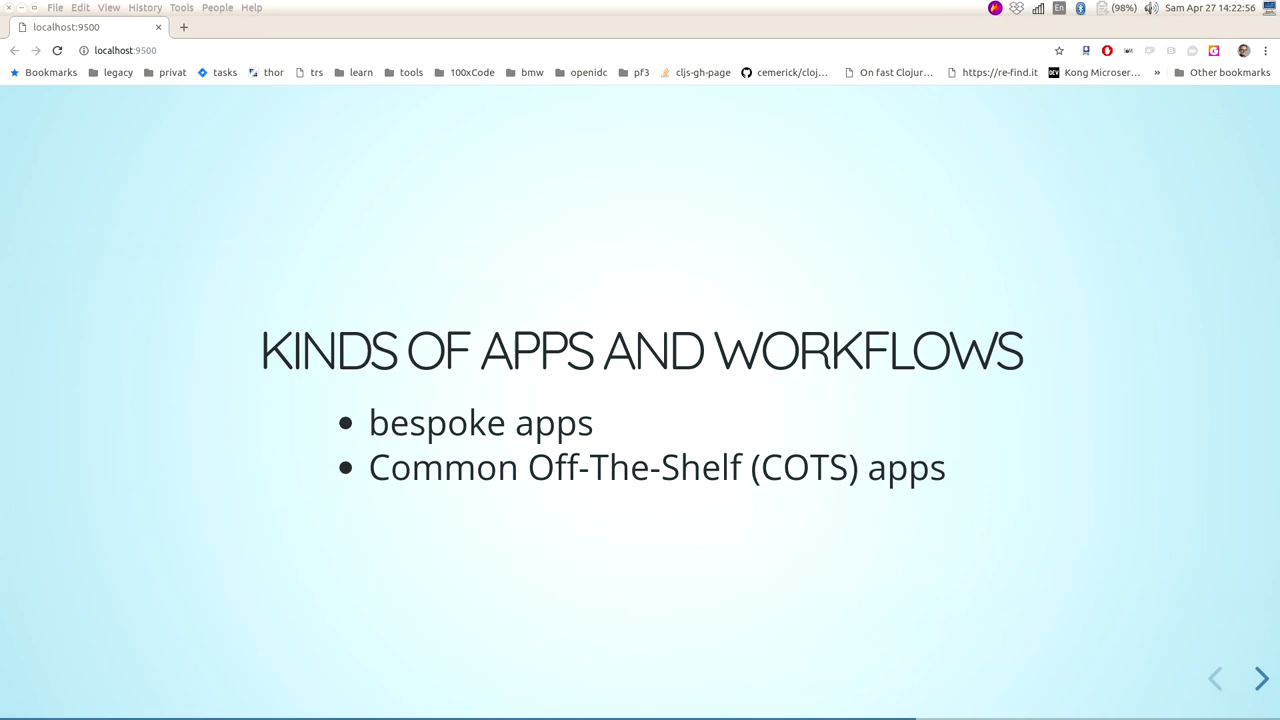 File Edit View History Tools People Help
En (98%) Sam Apr 27 14:22:56
localhost:9500
localhost:9500
Bookmarks legacy privat tasks thor trs learn tools 100xCode bmw openidc pf3 cljs-gh-page cemerick/cloj... On fast Clojur... https://re-find.it DEV Kong Microser... » Other bookmarks
KINDS OF APPS AND WORKFLOWS
• bespoke apps
• Common Off-The-Shelf (COTS) apps